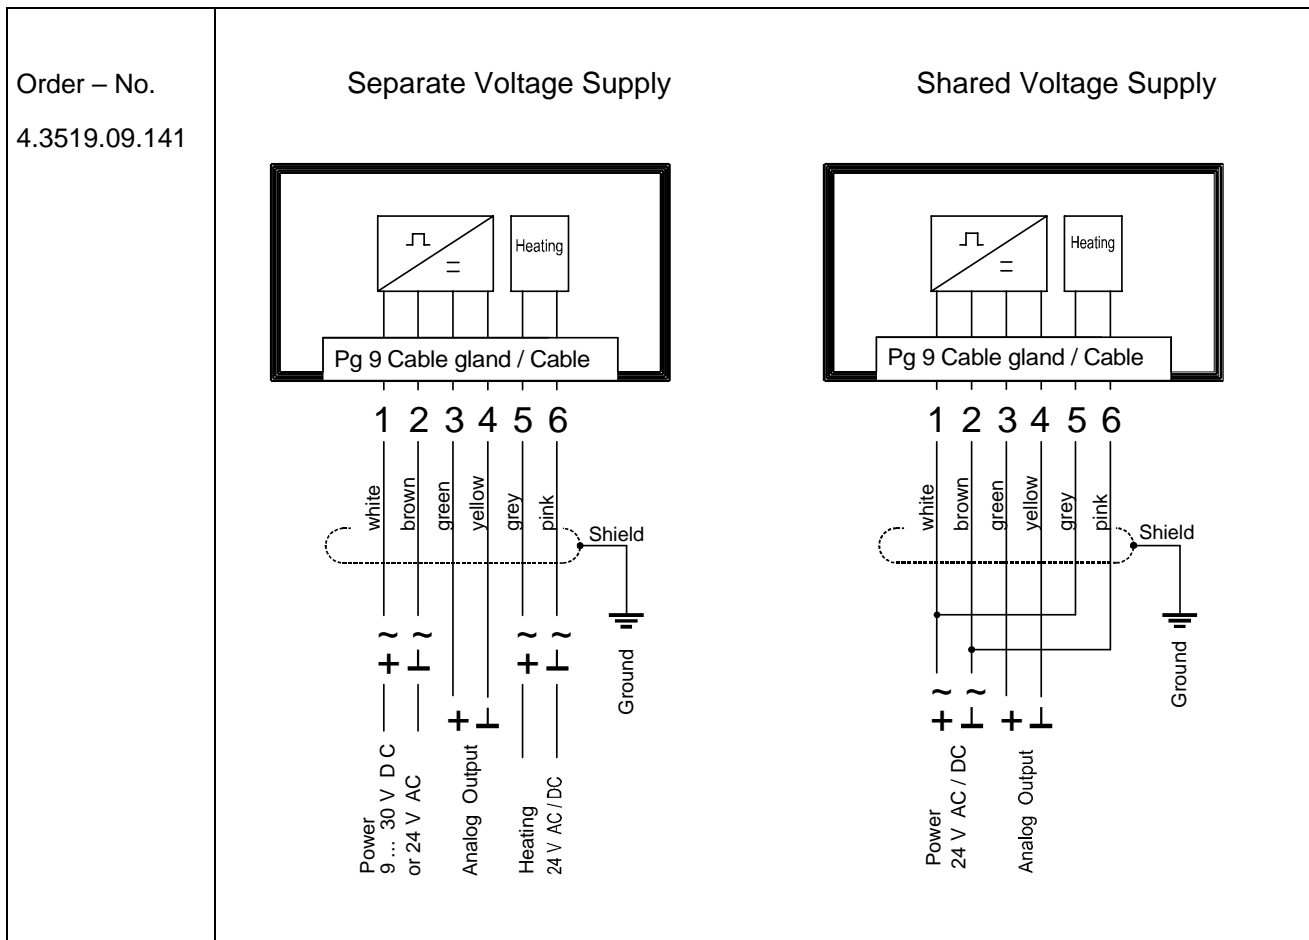 Order – No.
4.3519.09.141
Separate Voltage Supply
Heating
Pg 9 Cable gland / Cable
1 2 3 4 5 6
white
brown
green
yellow
grey
pink
Shield
Ground
~ ~ ~ ~
+ ⊥ + ⊥
+ ⊥
Power
9 ... 30 V DC
or 24 V AC
Analog Output
Heating
24 V AC / DC
Shared Voltage Supply
Heating
Pg 9 Cable gland / Cable
1 2 3 4 5 6
white
brown
green
yellow
grey
pink
Shield
Ground
~ ~
+ ⊥ + ⊥
Power
24 V AC / DC
Analog Output